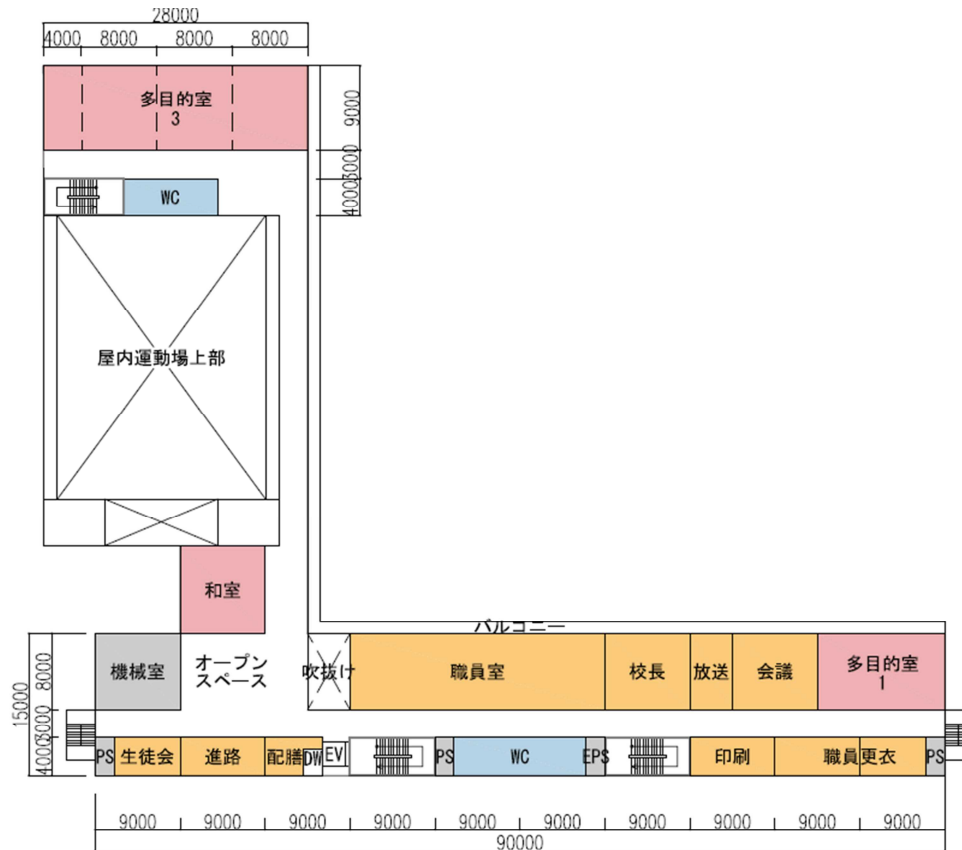 28000
4000 8000 8000 8000
多目的室
3
9000
3000
4000
WC
屋内運動場上部
和室
バルコニー
機械室
オープン
スペース
吹抜け
職員室
校長
放送
会議
多目的室
1
15000
8000
3000
4000
PS
生徒会
進路
配膳
DW
EV
PS
WC
EPS
印刷
職員更衣
PS
9000 9000 9000 9000 9000 9000 9000 9000 9000 9000
90000